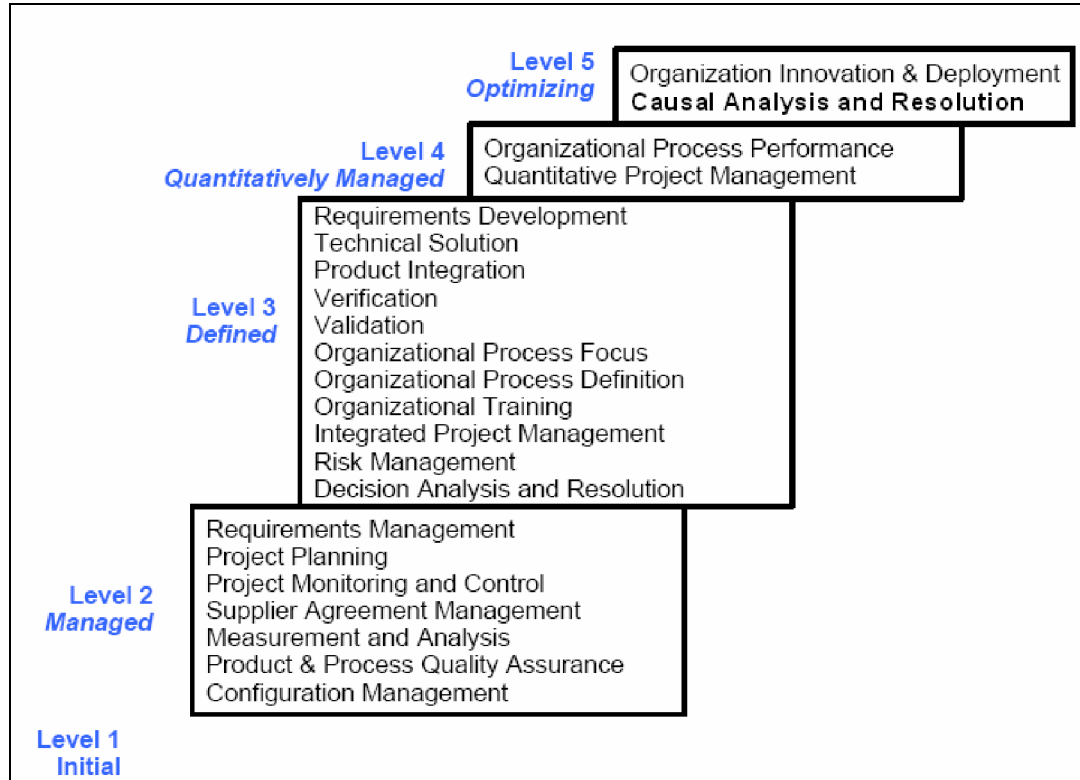 Level 5
Optimizing
Organization Innovation & Deployment
Causal Analysis and Resolution
Level 4
Quantitatively Managed
Organizational Process Performance
Quantitative Project Management
Level 3
Defined
Requirements Development
Technical Solution
Product Integration
Verification
Validation
Organizational Process Focus
Organizational Process Definition
Organizational Training
Integrated Project Management
Risk Management
Decision Analysis and Resolution
Level 2
Managed
Requirements Management
Project Planning
Project Monitoring and Control
Supplier Agreement Management
Measurement and Analysis
Product & Process Quality Assurance
Configuration Management
Level 1
Initial